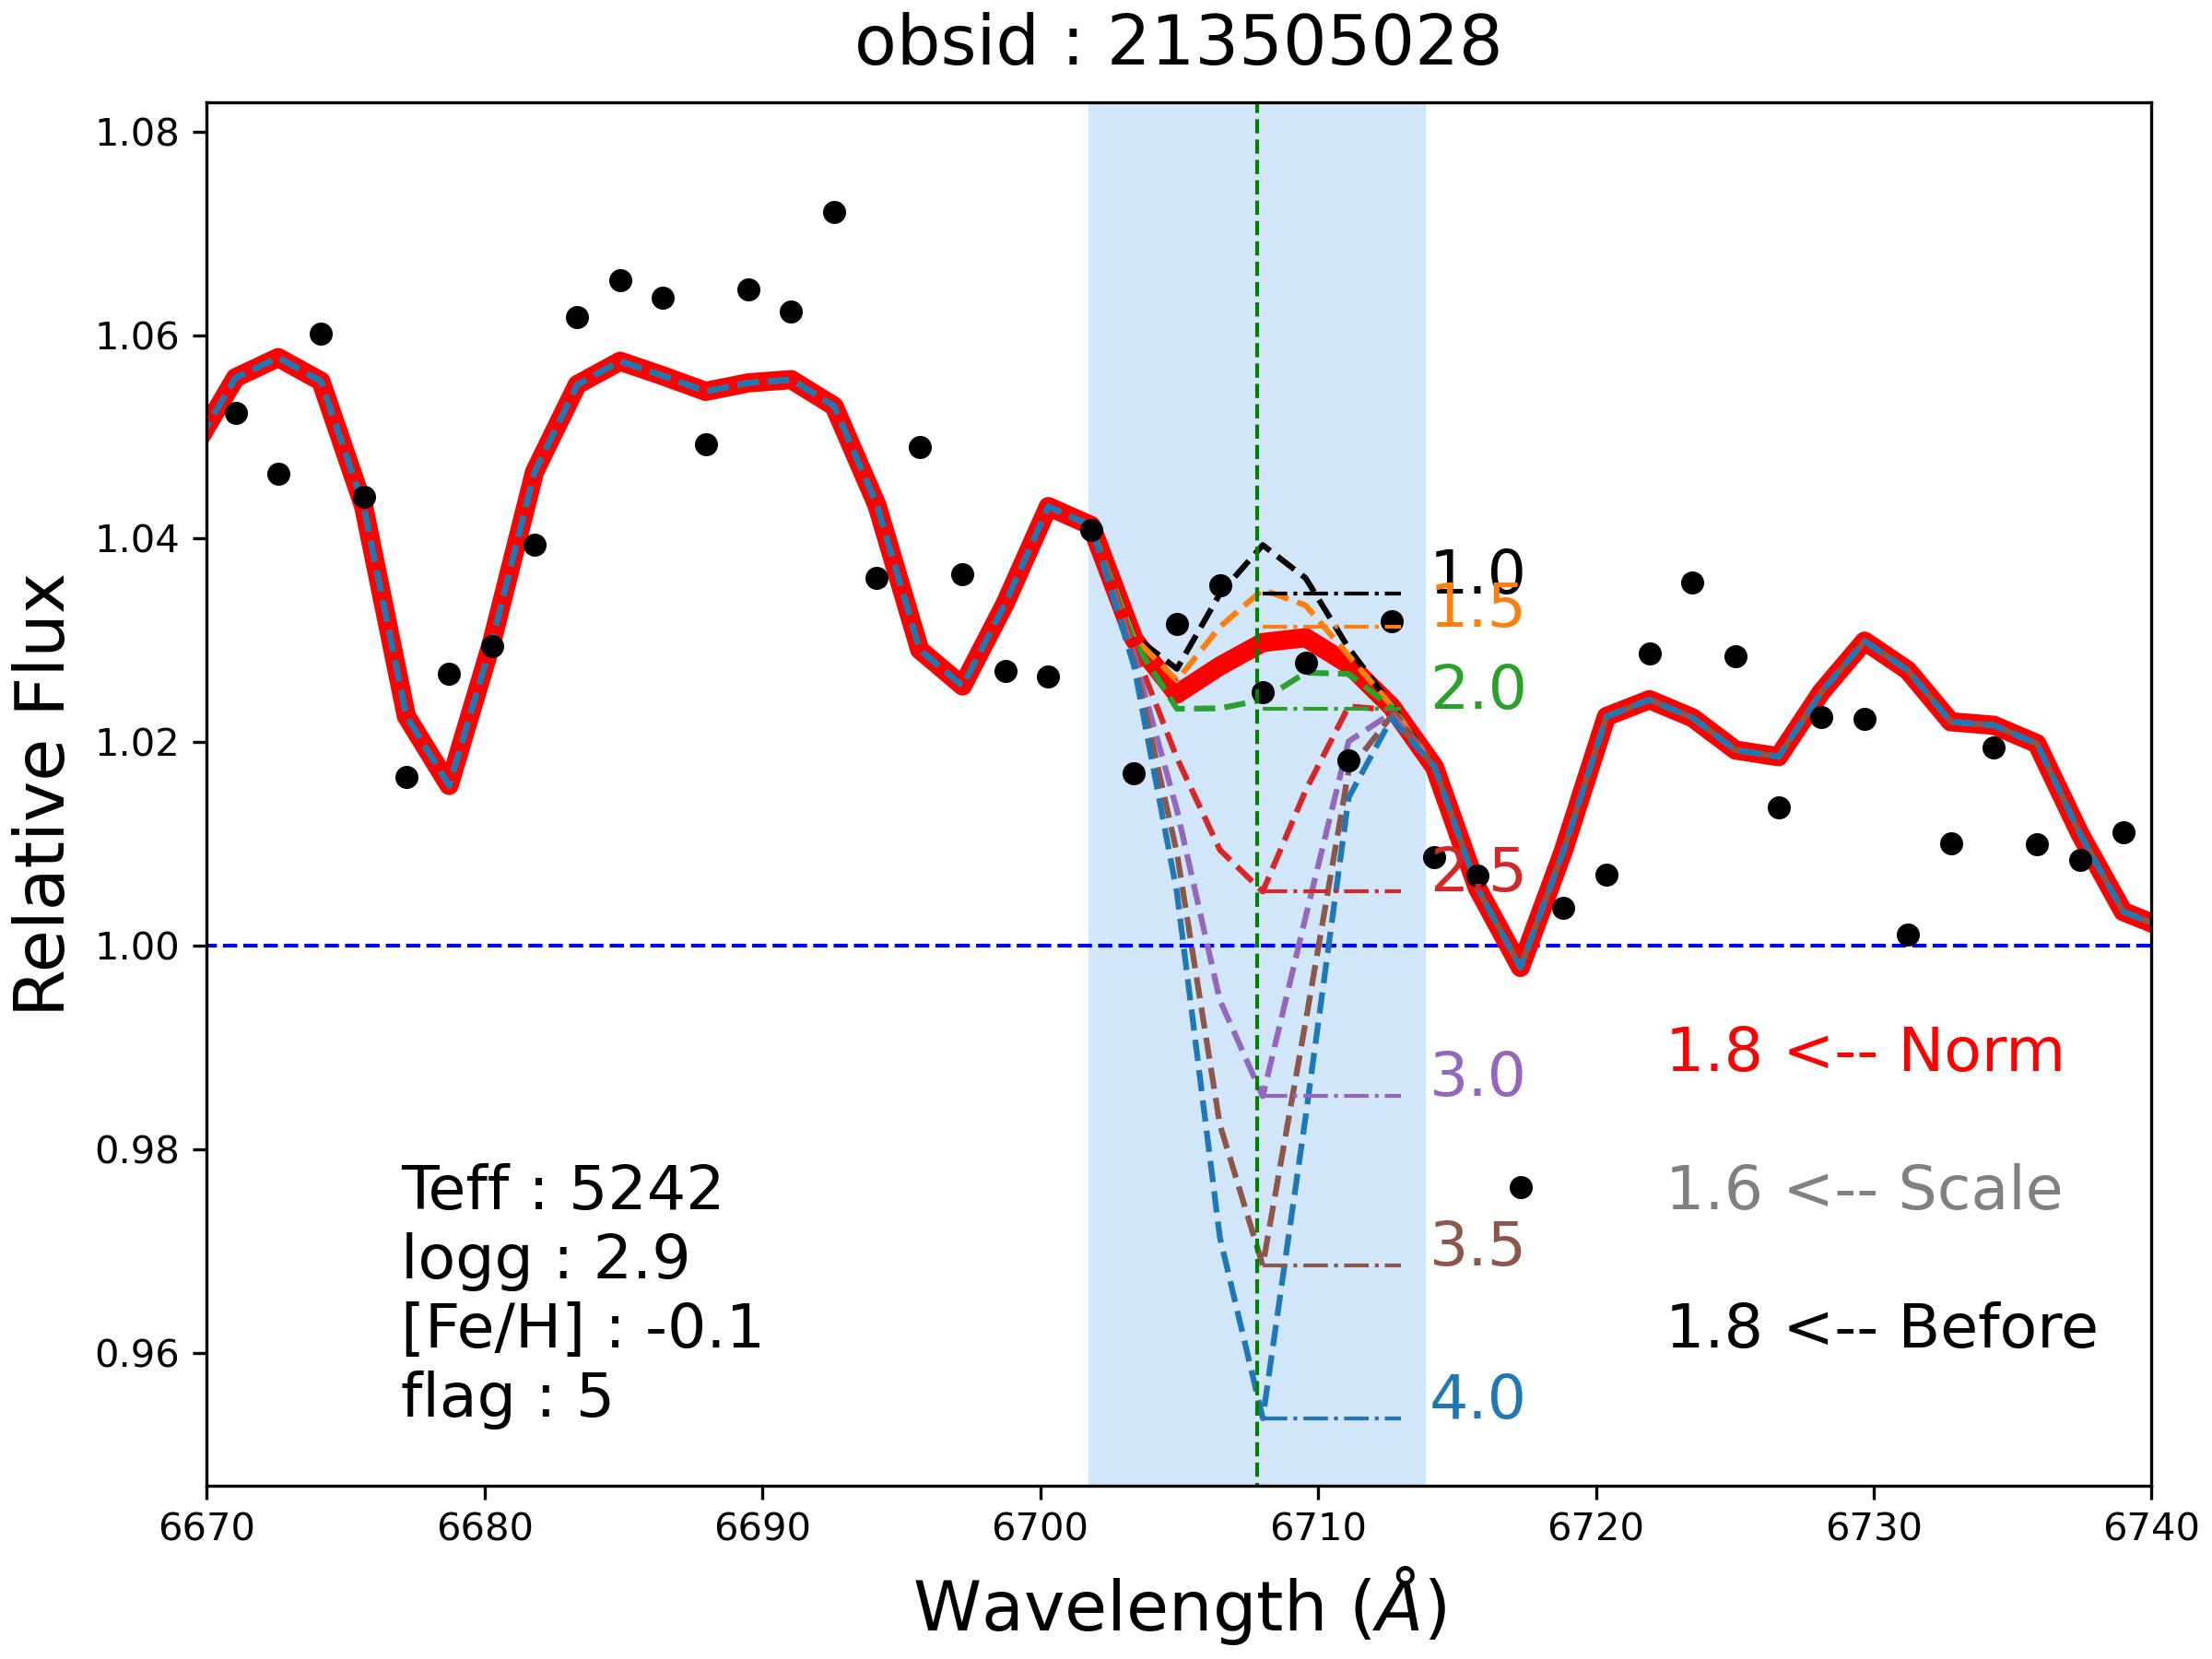 obsid : 213505028
Relative Flux
1.08
1.06
1.04
1.02
1.00
0.98
0.96
1.0
1.5
2.0
2.5
3.0
3.5
4.0
1.8 <-- Norm
1.6 <-- Scale
1.8 <-- Before
Teff : 5242
logg : 2.9
[Fe/H] : -0.1
flag : 5
6670 6680 6690 6700 6710 6720 6730 6740
Wavelength (Å)